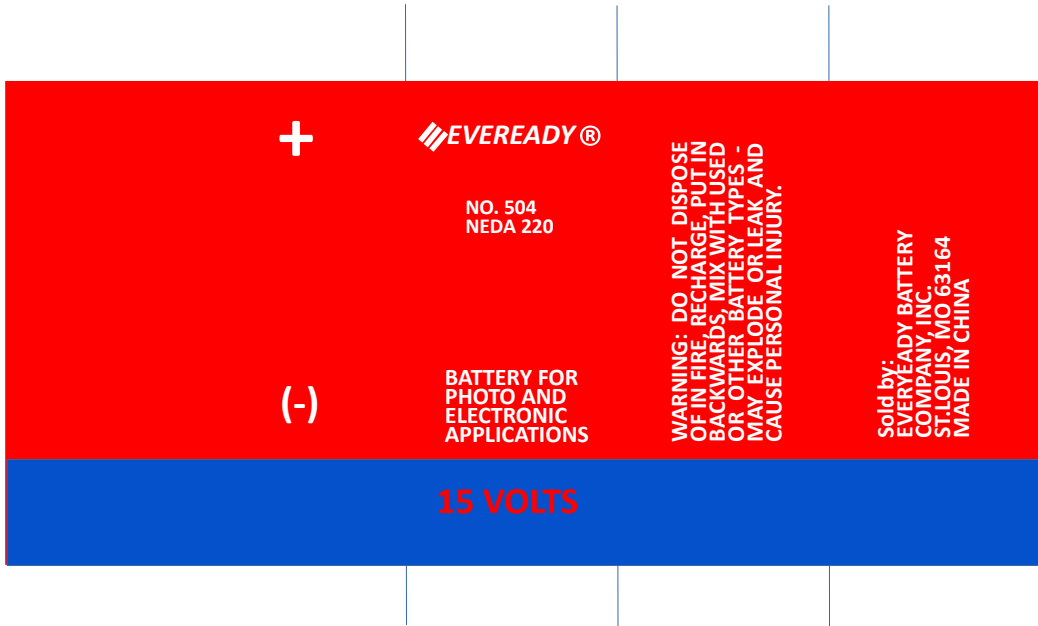 +
(-)
EVEREADY ®
NO. 504
NEDA 220
BATTERY FOR
PHOTO AND
ELECTRONIC
APPLICATIONS
15 VOLTS
WARNING: DO NOT DISPOSE
OF IN FIRE, RECHARGE, PUT IN
BACKWARDS, MIX WITH USED
OR OTHER BATTERY TYPES -
MAY EXPLODE OR LEAK AND
CAUSE PERSONAL INJURY.
Sold by:
EVERYEADY BATTERY
COMPANY, INC.
ST.LOUIS, MO 63164
MADE IN CHINA